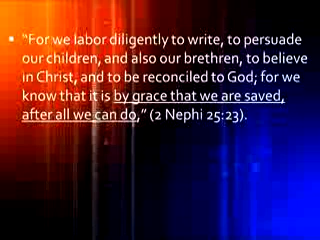 ▪ “For we labor diligently to write, to persuade
our children, and also our brethren, to believe
in Christ, and to be reconciled to God; for we
know that it is by grace that we are saved,
after all we can do,” (2 Nephi 25:23).